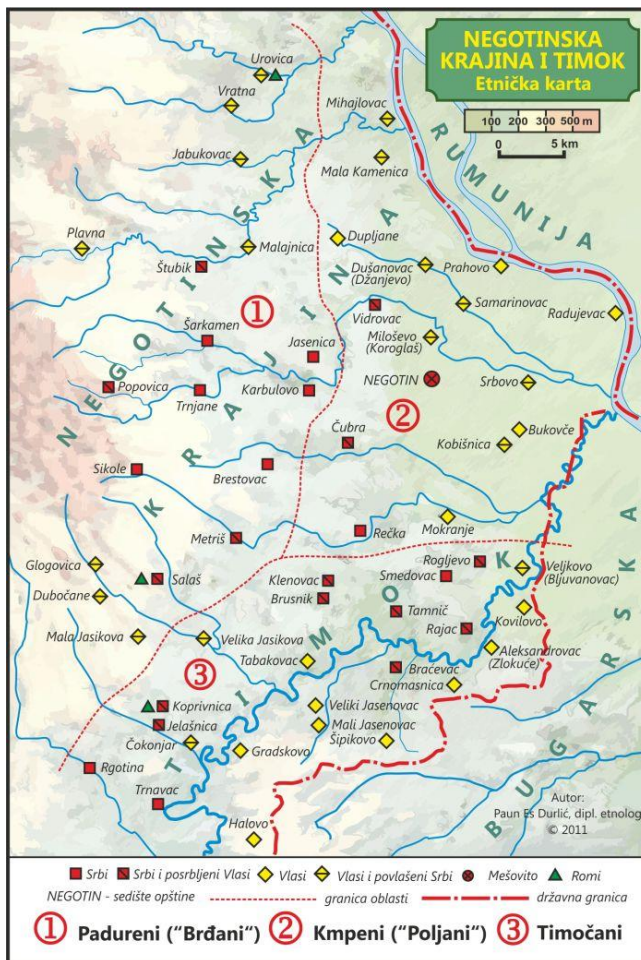 NEGOTINSKA
KRAJINA I TIMOK
Etnička karta
100 200 300 500 m
0 5 km
RUMUNIJA
NEGOTINSKA
KRAJINA
TIMOK
BUGARSKA
Urovica
Vratna
Mihajlovac
Jabukovac
Mala Kamenica
Plavna
Malajnica
Dupljane
Štubik
Dušanovac
(Džanjevo)
Prahovo
Samarinovac
Radujevac
1
Vidrovac
Šarkamen
Miloševo
(Koroglaš)
Jasenica
NEGOTIN
Popovica
Trnjane
Karbulovo
Srbovo
2
Bukovče
Čubra
Kobišnica
Sikole
Brestovac
Mokranje
Metriš
Rečka
Glogovica
Salaš
Rogljevo
Smedovac
Veljkovo
(Bljuvanovac)
Klenovac
Dubočane
Brusnik
Tamnič
Kovilovo
Mala Jasikova
Velika Jasikova
Rajac
Aleksandrovac
(Zlokuće)
Tabakovac
3
Braćevac
Crnomasnica
Koprivnica
Veliki Jasenovac
Jelašnica
Mali Jasenovac
Čokonjar
Šipikovo
Gradskovo
Rgotina
Trnavac
Halovo
Autor:
Paun Es Durlić, dipl. etnolog
© 2011
Srbi Srbi i posrbljeni Vlasi Vlasi Vlasi i povlašeni Srbi Mešovito Romi
NEGOTIN - sedište opštine granica oblasti državna granica
1 Padureni ("Brđani") 2 Kmpeni ("Poljani") 3 Timočani